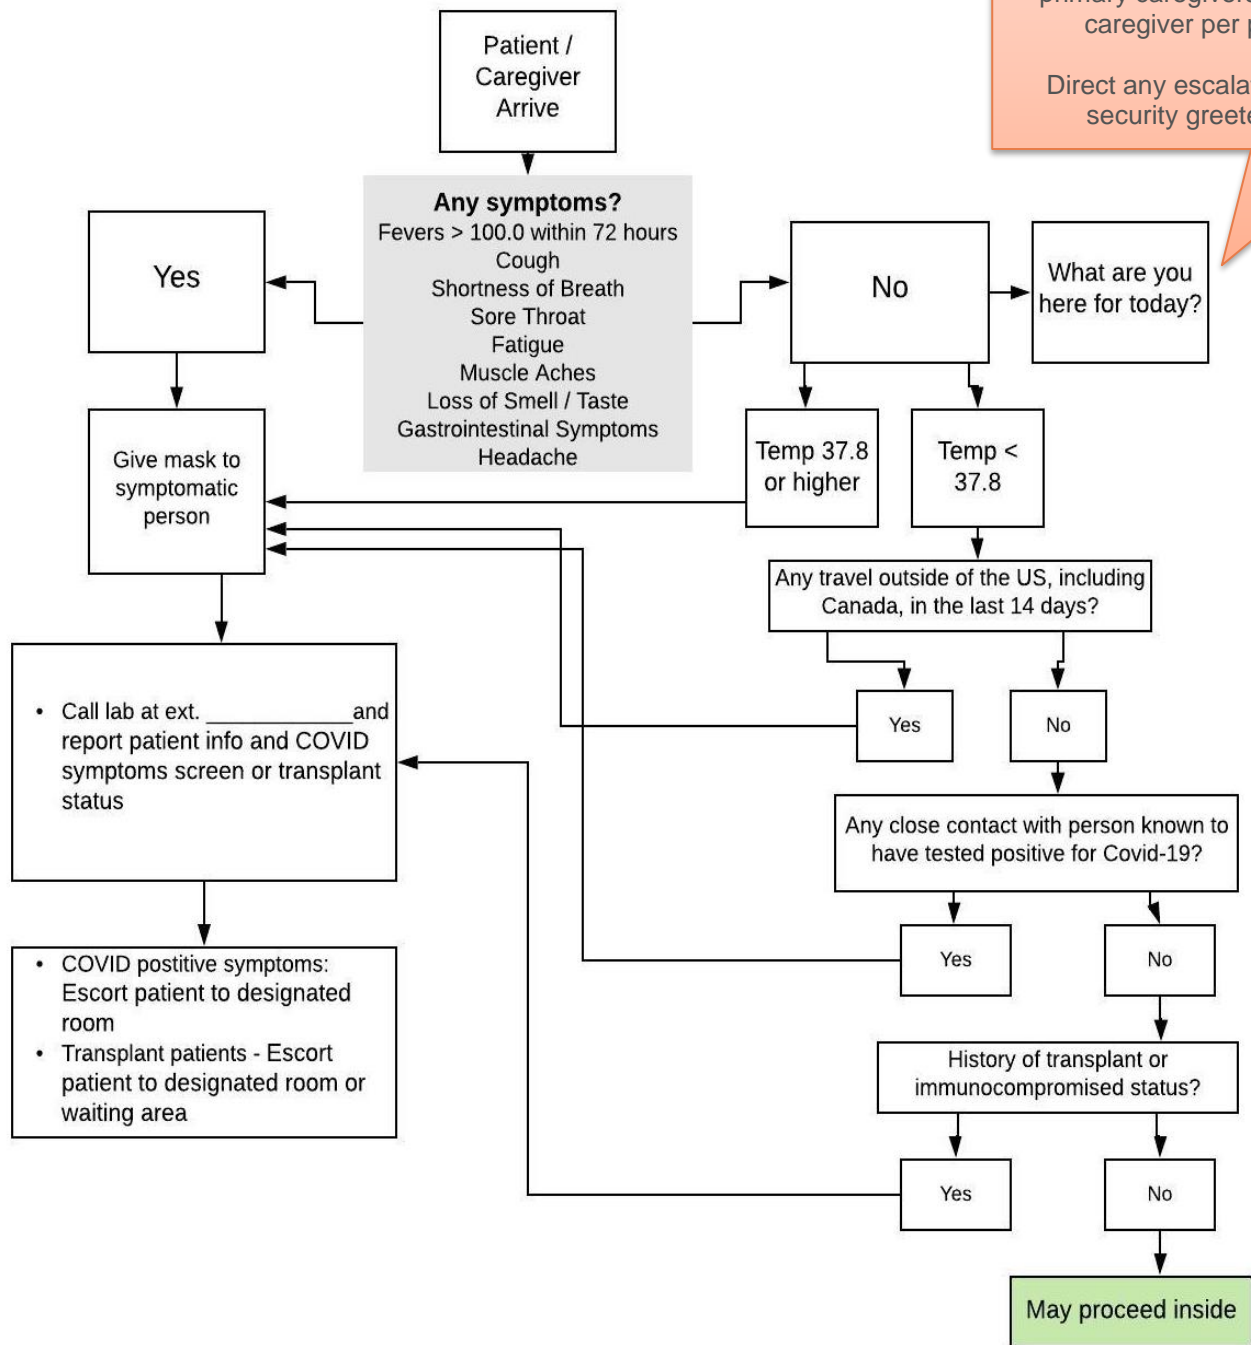 primary caregivers
caregiver per p
Direct any escala
security greete
Patient /
Caregiver
Arrive
Any symptoms?
Fevers > 100.0 within 72 hours
Cough
Shortness of Breath
Sore Throat
Fatigue
Muscle Aches
Loss of Smell / Taste
Gastrointestinal Symptoms
Headache
Yes
No
What are you
here for today?
Give mask to
symptomatic
person
Temp 37.8
or higher
Temp <
37.8
Any travel outside of the US, including
Canada, in the last 14 days?
Yes
No
• Call lab at ext. ____________and
report patient info and COVID
symptoms screen or transplant
status
Any close contact with person known to
have tested positive for Covid-19?
Yes
No
• COVID postitive symptoms:
Escort patient to designated
room
• Transplant patients - Escort
patient to designated room or
waiting area
History of transplant or
immunocompromised status?
Yes
No
May proceed inside